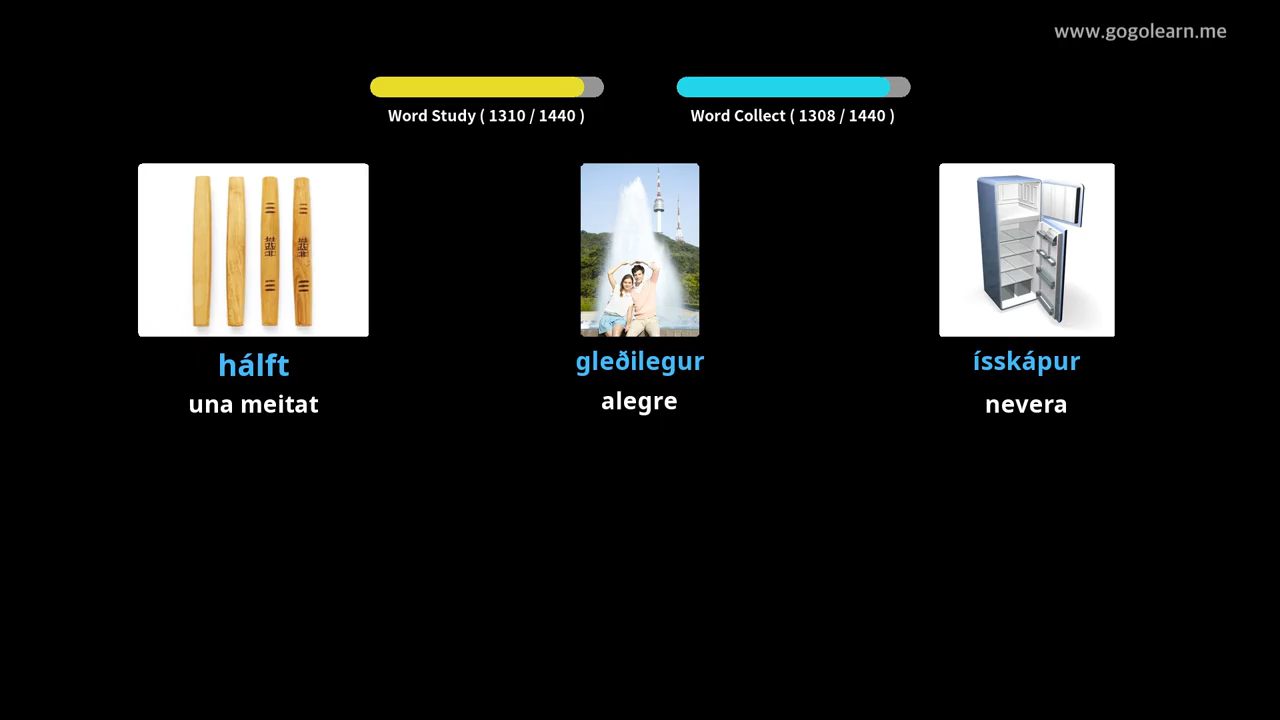 www.gogolearn.me
Word Study ( 1310 / 1440 )
Word Collect ( 1308 / 1440 )
hálft
una meitat
gleðilegur
alegre
ísskápur
nevera